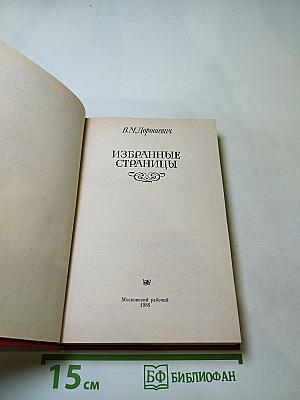 В.М.Дорошевич
ИЗБРАННЫЕ
СТРАНИЦЫ
Московский рабочий
1986
15 см
БФ БИБЛИОФАН